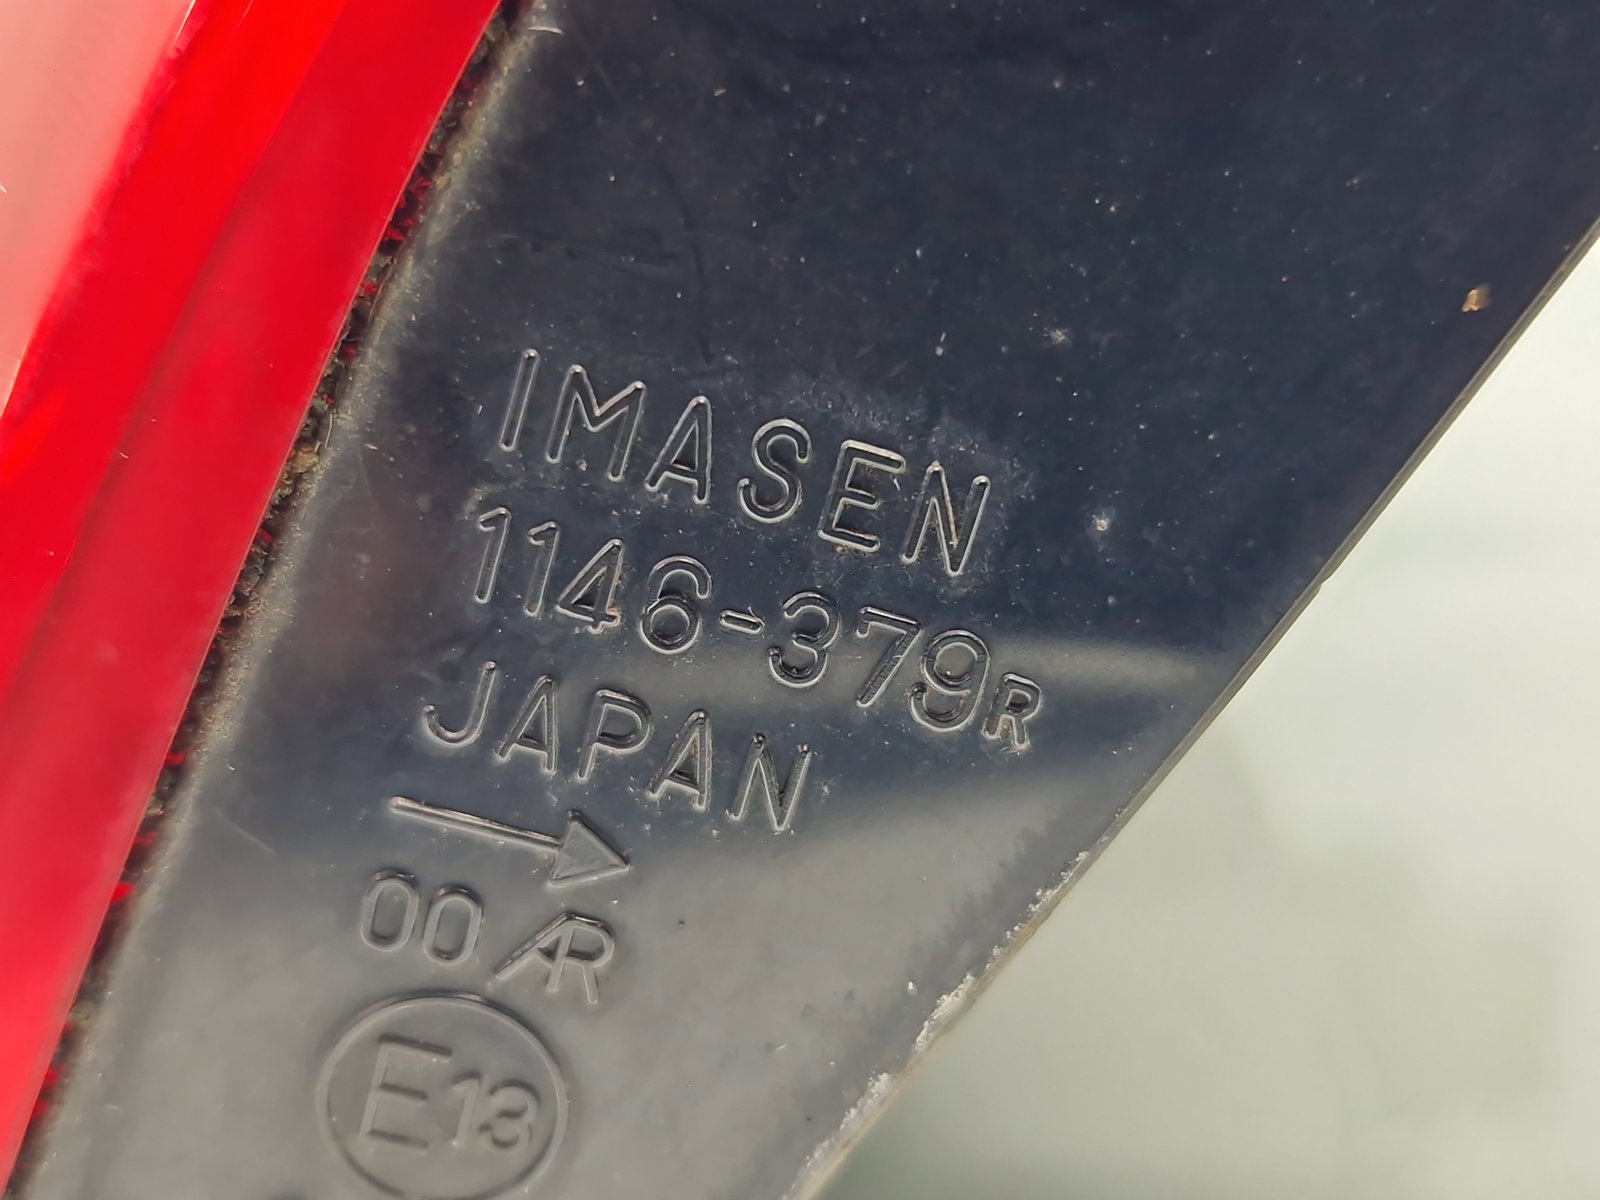 IMASEN
1146-379R
JAPAN
→
00 AR
E13